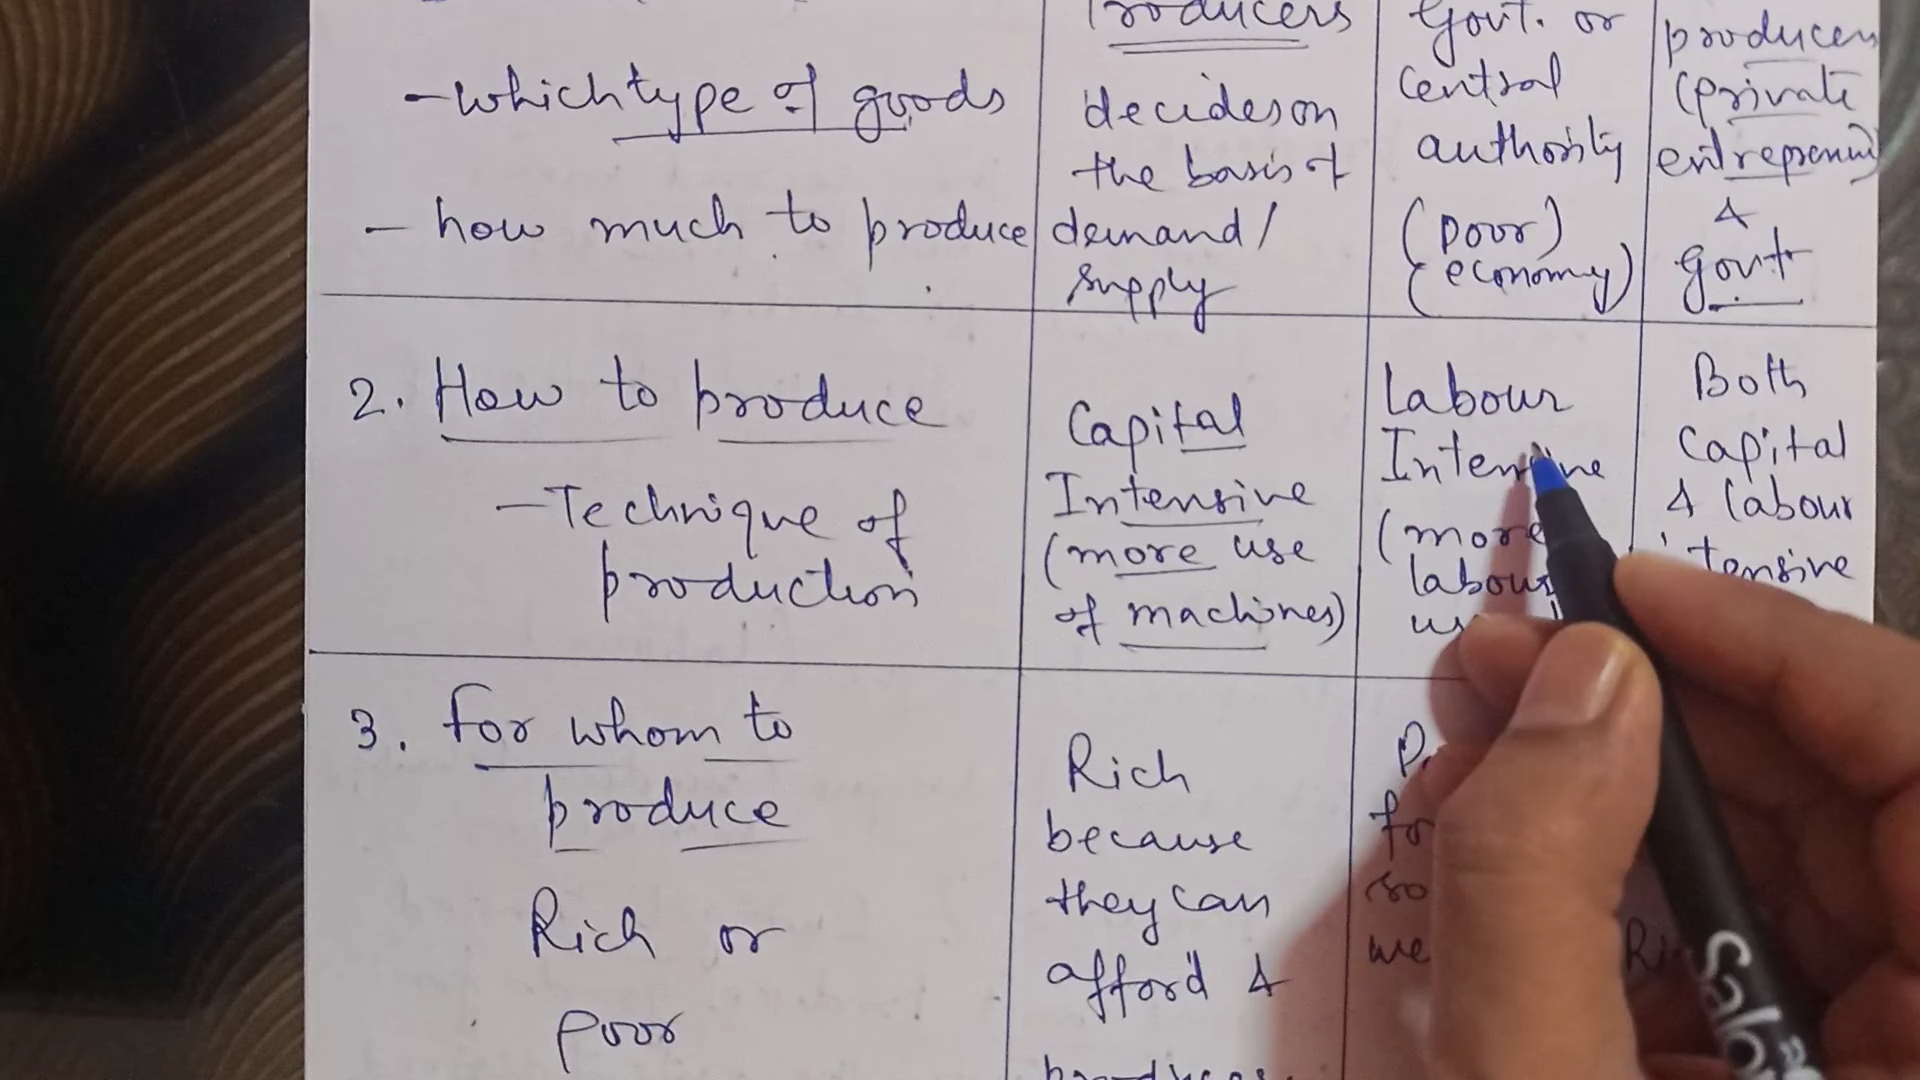 Producers
decides on
the basis of
demand/
supply
Govt. or
central
authority
(poor)
(economy)
producers
(private
&
govt
- which type of goods
- how much to produce
2. How to produce
- Technique of
production
Capital
Intensive
(more use
of machines)
Labour
Intensive
(more
labour
Both
Capital
& labour
3. for whom to
produce
Rich or
poor
Rich
because
they can
afford &